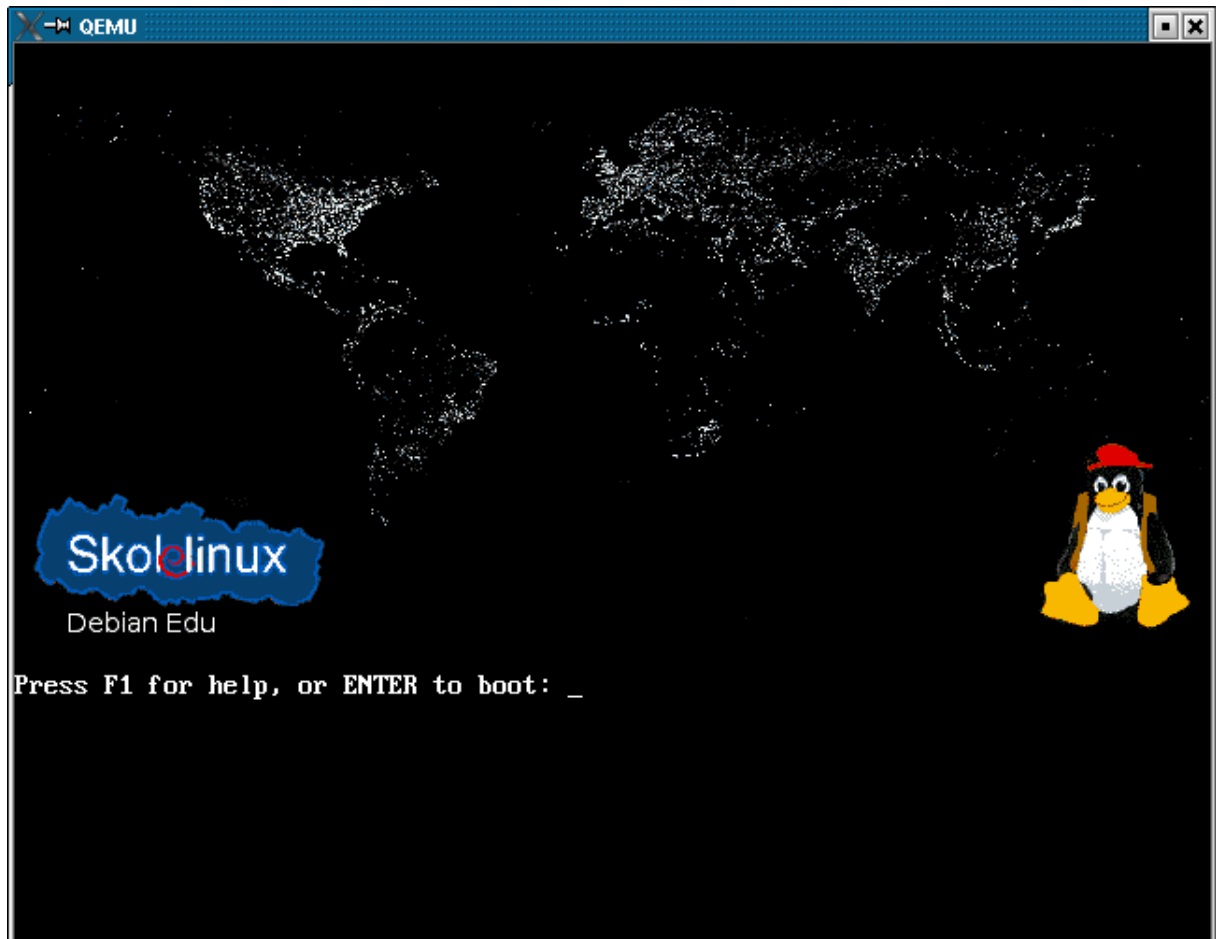 QEMU
Skolelinux
Debian Edu
Press F1 for help, or ENTER to boot: _